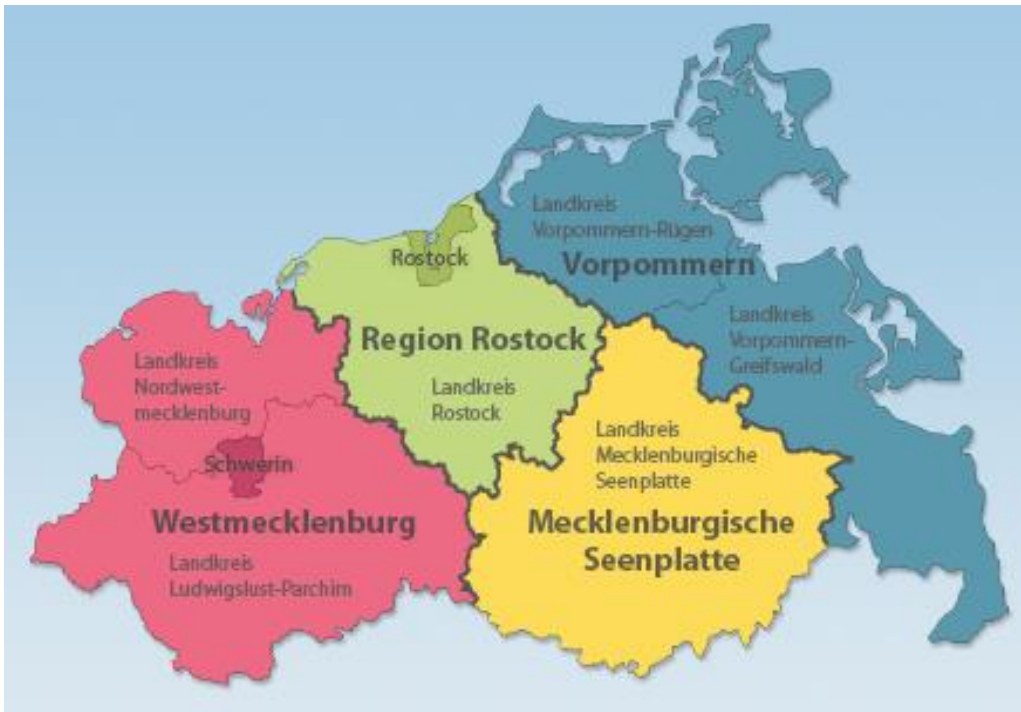 Landkreis
Vorpommern-Rügen
Vorpommern
Rostock
Landkreis
Vorpommern-
Greifswald
Region Rostock
Landkreis
Rostock
Landkreis
Nordwest-
mecklenburg
Schwerin
Westmecklenburg
Landkreis
Ludwigslust-Parchim
Landkreis
Mecklenburgische
Seenplatte
Mecklenburgische
Seenplatte